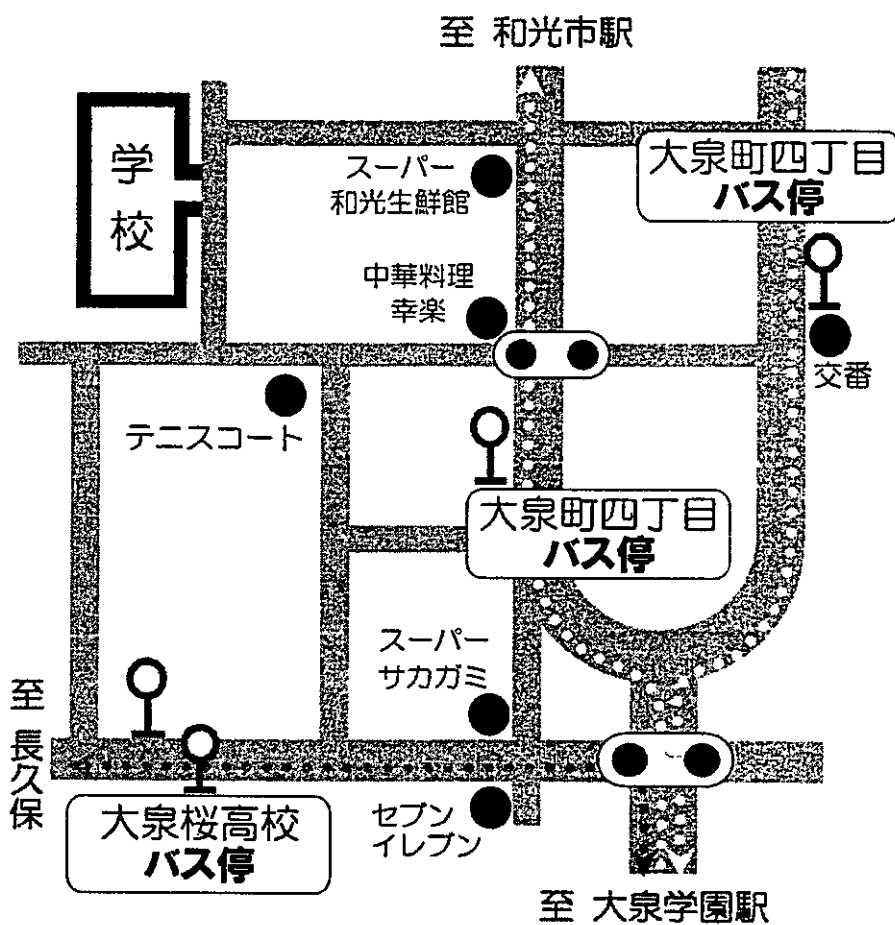 至 和光市駅
学校
大泉町四丁目
バス停
スーパー
和光生鮮館
中華料理
幸楽
交番
テニスコート
大泉町四丁目
バス停
スーパー
サカガミ
至 長久保
大泉桜高校
バス停
セブン
イレブン
至 大泉学園駅